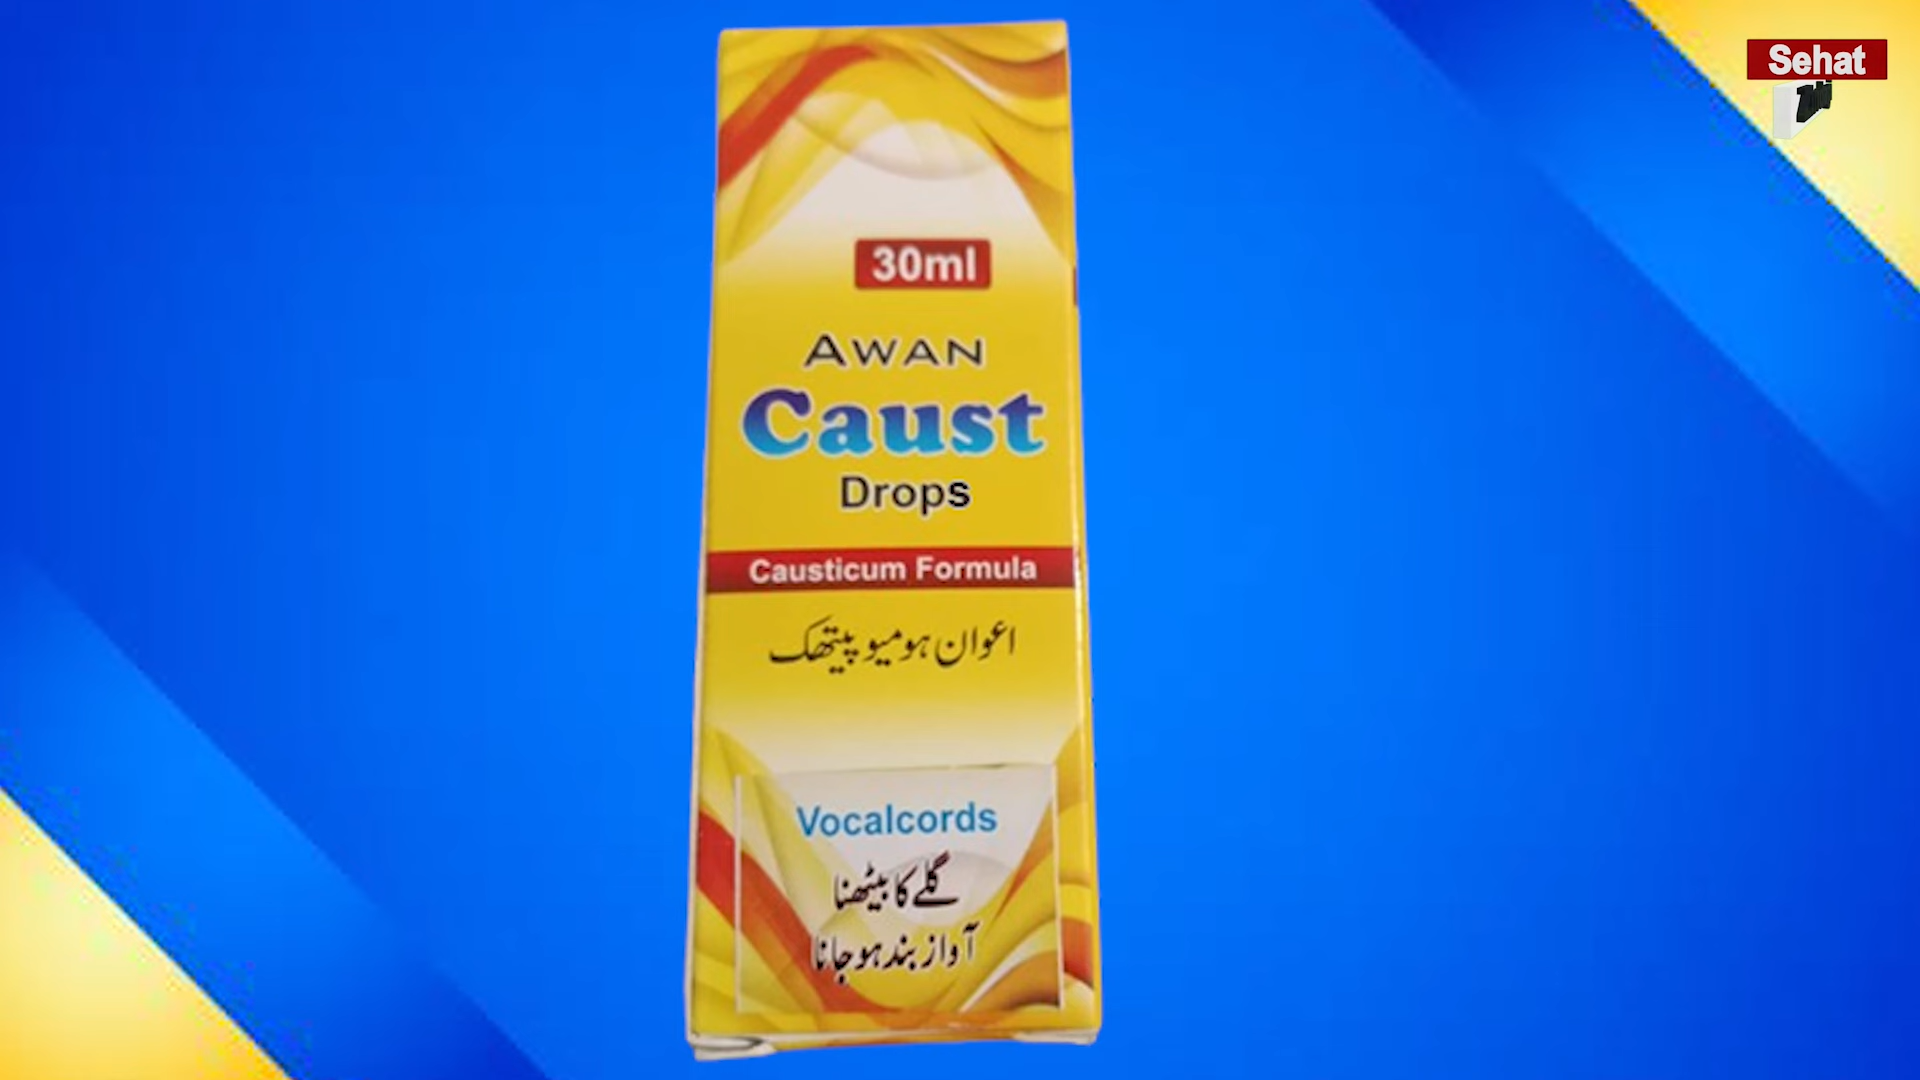 Sehat
30ml
AWAN
Caust
Drops
Causticum Formula
اعوان ہومیو پیتھک
Vocalcords
گلے کا بیٹھنا
آواز بند ہو جانا